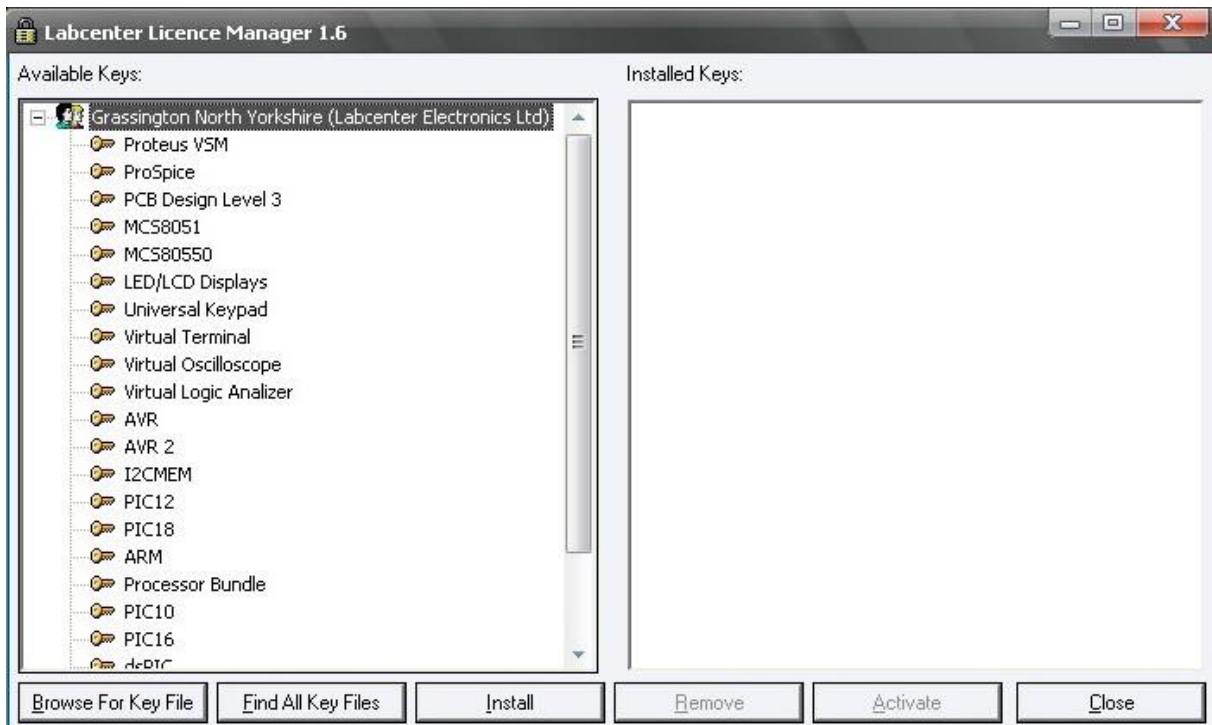 Labcenter Licence Manager 1.6
Available Keys:
Installed Keys:
Grassington North Yorkshire (Labcenter Electronics Ltd)
Proteus VSM
ProSpice
PCB Design Level 3
MCS8051
MCS80550
LED/LCD Displays
Universal Keypad
Virtual Terminal
Virtual Oscilloscope
Virtual Logic Analizer
AVR
AVR 2
I2CMEM
PIC12
PIC18
ARM
Processor Bundle
PIC10
PIC16
dsPIC
Browse For Key File
Find All Key Files
Install
Remove
Activate
Close